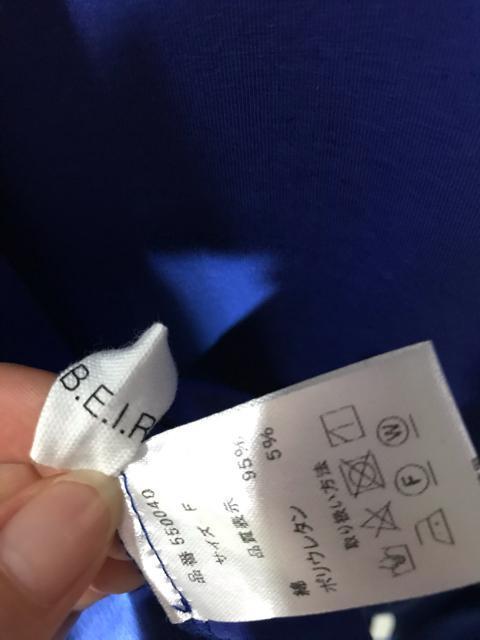 B.E.I.R
品番 550040
サイズ F
品質表示
綿 95%
ポリウレタン 5%
取り扱い方法
F
W